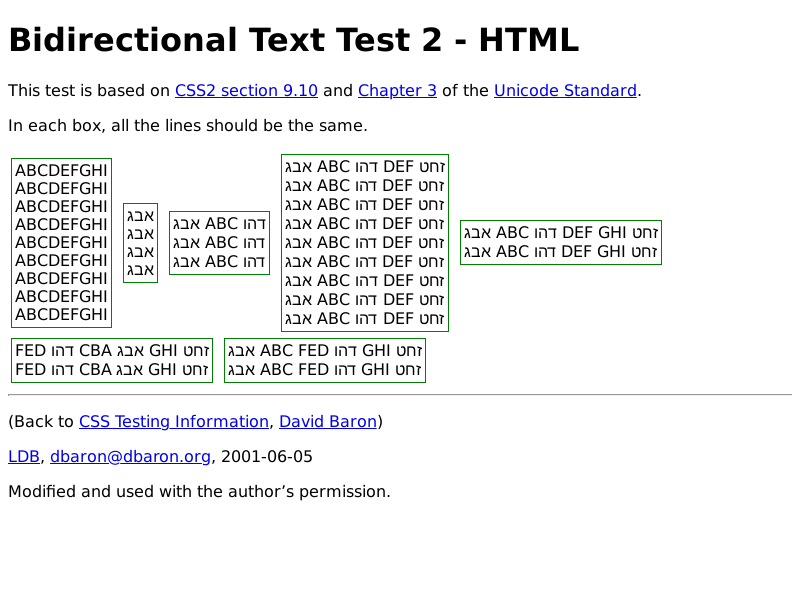 Bidirectional Text Test 2 - HTML
This test is based on CSS2 section 9.10 and Chapter 3 of the Unicode Standard.
In each box, all the lines should be the same.
ABCDEFGHI
ABCDEFGHI
ABCDEFGHI
ABCDEFGHI
ABCDEFGHI
ABCDEFGHI
ABCDEFGHI
ABCDEFGHI
ABCDEFGHI
אבג
אבג
אבג
אבג
אבג ABC דהו
אבג ABC דהו
אבג ABC דהו
אבג ABC דהו DEF זחט
אבג ABC דהו DEF זחט
אבג ABC דהו DEF זחט
אבג ABC דהו DEF זחט
אבג ABC דהו DEF זחט
אבג ABC דהו DEF זחט
אבג ABC דהו DEF זחט
אבג ABC דהו DEF זחט
אבג ABC דהו DEF זחט
אבג ABC דהו DEF GHI זחט
אבג ABC דהו DEF GHI זחט
FED דהו CBA אבג GHI זחט
FED דהו CBA אבג GHI זחט
אבג ABC FED דהו GHI זחט
אבג ABC FED דהו GHI זחט
(Back to CSS Testing Information, David Baron)
LDB, dbaron@dbaron.org, 2001-06-05
Modified and used with the author’s permission.